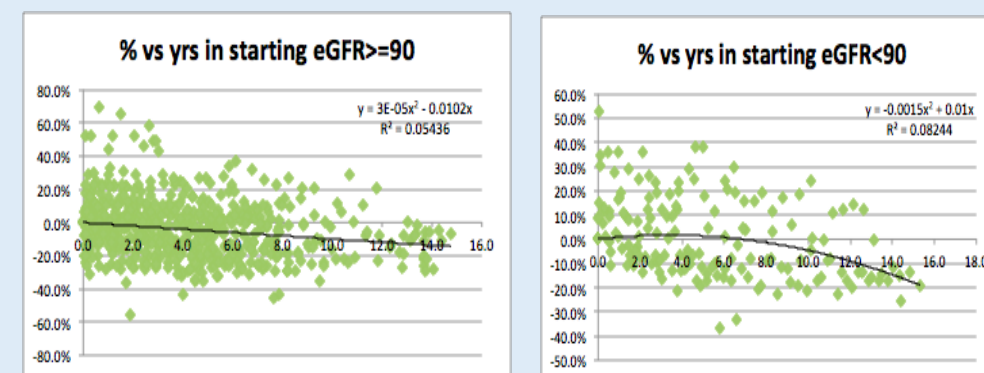 % vs yrs in starting eGFR>=90
80.0%
y = 3E-05x² - 0.0102x
R² = 0.05436
60.0%
40.0%
20.0%
0.0%
0.0 2.0 4.0 6.0 8.0 10.0 12.0 14.0 16.0
-20.0%
-40.0%
-60.0%
-80.0%
% vs yrs in starting eGFR<90
60.0%
y = -0.0015x² + 0.01x
R² = 0.08244
50.0%
40.0%
30.0%
20.0%
10.0%
0.0%
0.0 2.0 4.0 6.0 8.0 10.0 12.0 14.0 16.0 18.0
-10.0%
-20.0%
-30.0%
-40.0%
-50.0%